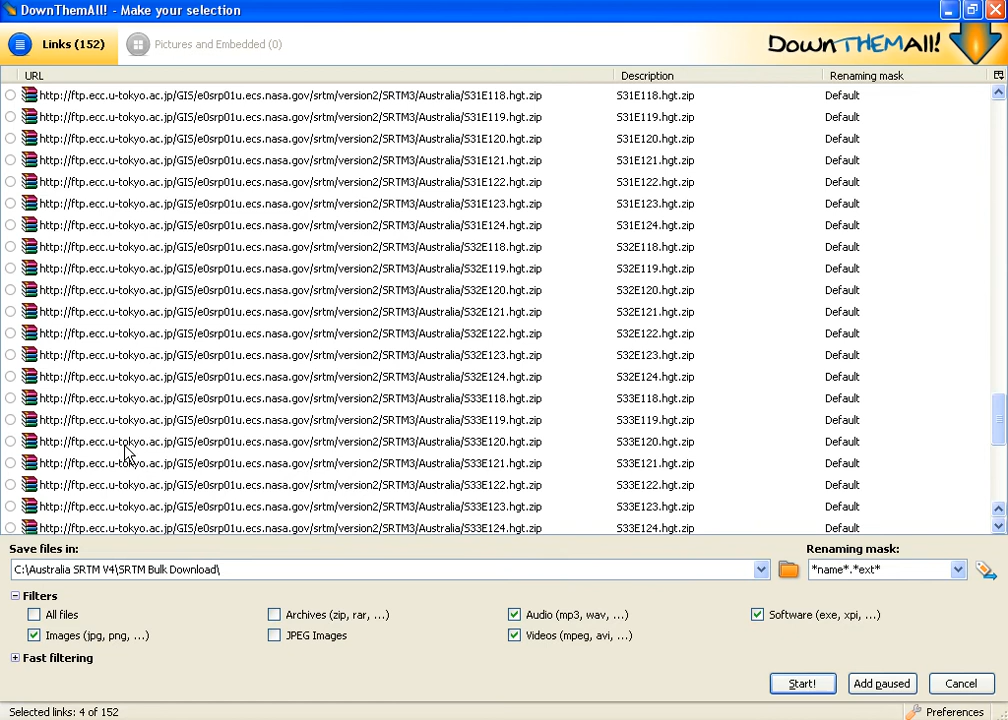 DownThemAll! - Make your selection
Links (152) Pictures and Embedded (0) DownTHEMAll!
URL Description Renaming mask
http://ftp.ecc.u-tokyo.ac.jp/GIS/e0srp01u.ecs.nasa.gov/srtm/version2/SRTM3/Australia/S31E118.hgt.zip S31E118.hgt.zip Default
http://ftp.ecc.u-tokyo.ac.jp/GIS/e0srp01u.ecs.nasa.gov/srtm/version2/SRTM3/Australia/S31E119.hgt.zip S31E119.hgt.zip Default
http://ftp.ecc.u-tokyo.ac.jp/GIS/e0srp01u.ecs.nasa.gov/srtm/version2/SRTM3/Australia/S31E120.hgt.zip S31E120.hgt.zip Default
http://ftp.ecc.u-tokyo.ac.jp/GIS/e0srp01u.ecs.nasa.gov/srtm/version2/SRTM3/Australia/S31E121.hgt.zip S31E121.hgt.zip Default
http://ftp.ecc.u-tokyo.ac.jp/GIS/e0srp01u.ecs.nasa.gov/srtm/version2/SRTM3/Australia/S31E122.hgt.zip S31E122.hgt.zip Default
http://ftp.ecc.u-tokyo.ac.jp/GIS/e0srp01u.ecs.nasa.gov/srtm/version2/SRTM3/Australia/S31E123.hgt.zip S31E123.hgt.zip Default
http://ftp.ecc.u-tokyo.ac.jp/GIS/e0srp01u.ecs.nasa.gov/srtm/version2/SRTM3/Australia/S31E124.hgt.zip S31E124.hgt.zip Default
http://ftp.ecc.u-tokyo.ac.jp/GIS/e0srp01u.ecs.nasa.gov/srtm/version2/SRTM3/Australia/S32E118.hgt.zip S32E118.hgt.zip Default
http://ftp.ecc.u-tokyo.ac.jp/GIS/e0srp01u.ecs.nasa.gov/srtm/version2/SRTM3/Australia/S32E119.hgt.zip S32E119.hgt.zip Default
http://ftp.ecc.u-tokyo.ac.jp/GIS/e0srp01u.ecs.nasa.gov/srtm/version2/SRTM3/Australia/S32E120.hgt.zip S32E120.hgt.zip Default
http://ftp.ecc.u-tokyo.ac.jp/GIS/e0srp01u.ecs.nasa.gov/srtm/version2/SRTM3/Australia/S32E121.hgt.zip S32E121.hgt.zip Default
http://ftp.ecc.u-tokyo.ac.jp/GIS/e0srp01u.ecs.nasa.gov/srtm/version2/SRTM3/Australia/S32E122.hgt.zip S32E122.hgt.zip Default
http://ftp.ecc.u-tokyo.ac.jp/GIS/e0srp01u.ecs.nasa.gov/srtm/version2/SRTM3/Australia/S32E123.hgt.zip S32E123.hgt.zip Default
http://ftp.ecc.u-tokyo.ac.jp/GIS/e0srp01u.ecs.nasa.gov/srtm/version2/SRTM3/Australia/S32E124.hgt.zip S32E124.hgt.zip Default
http://ftp.ecc.u-tokyo.ac.jp/GIS/e0srp01u.ecs.nasa.gov/srtm/version2/SRTM3/Australia/S33E118.hgt.zip S33E118.hgt.zip Default
http://ftp.ecc.u-tokyo.ac.jp/GIS/e0srp01u.ecs.nasa.gov/srtm/version2/SRTM3/Australia/S33E119.hgt.zip S33E119.hgt.zip Default
http://ftp.ecc.u-tokyo.ac.jp/GIS/e0srp01u.ecs.nasa.gov/srtm/version2/SRTM3/Australia/S33E120.hgt.zip S33E120.hgt.zip Default
http://ftp.ecc.u-tokyo.ac.jp/GIS/e0srp01u.ecs.nasa.gov/srtm/version2/SRTM3/Australia/S33E121.hgt.zip S33E121.hgt.zip Default
http://ftp.ecc.u-tokyo.ac.jp/GIS/e0srp01u.ecs.nasa.gov/srtm/version2/SRTM3/Australia/S33E122.hgt.zip S33E122.hgt.zip Default
http://ftp.ecc.u-tokyo.ac.jp/GIS/e0srp01u.ecs.nasa.gov/srtm/version2/SRTM3/Australia/S33E123.hgt.zip S33E123.hgt.zip Default
http://ftp.ecc.u-tokyo.ac.jp/GIS/e0srp01u.ecs.nasa.gov/srtm/version2/SRTM3/Australia/S33E124.hgt.zip S33E124.hgt.zip Default
Save files in: Renaming mask:
C:\Australia SRTM V4\SRTM Bulk Download\ *name*.*ext*
Filters
All files Archives (zip, rar, ...) Audio (mp3, wav, ...) Software (exe, xpi, ...)
Images (jpg, png, ...) JPEG Images Videos (mpeg, avi, ...)
Fast filtering
Start! Add paused Cancel
Selected links: 4 of 152 Preferences